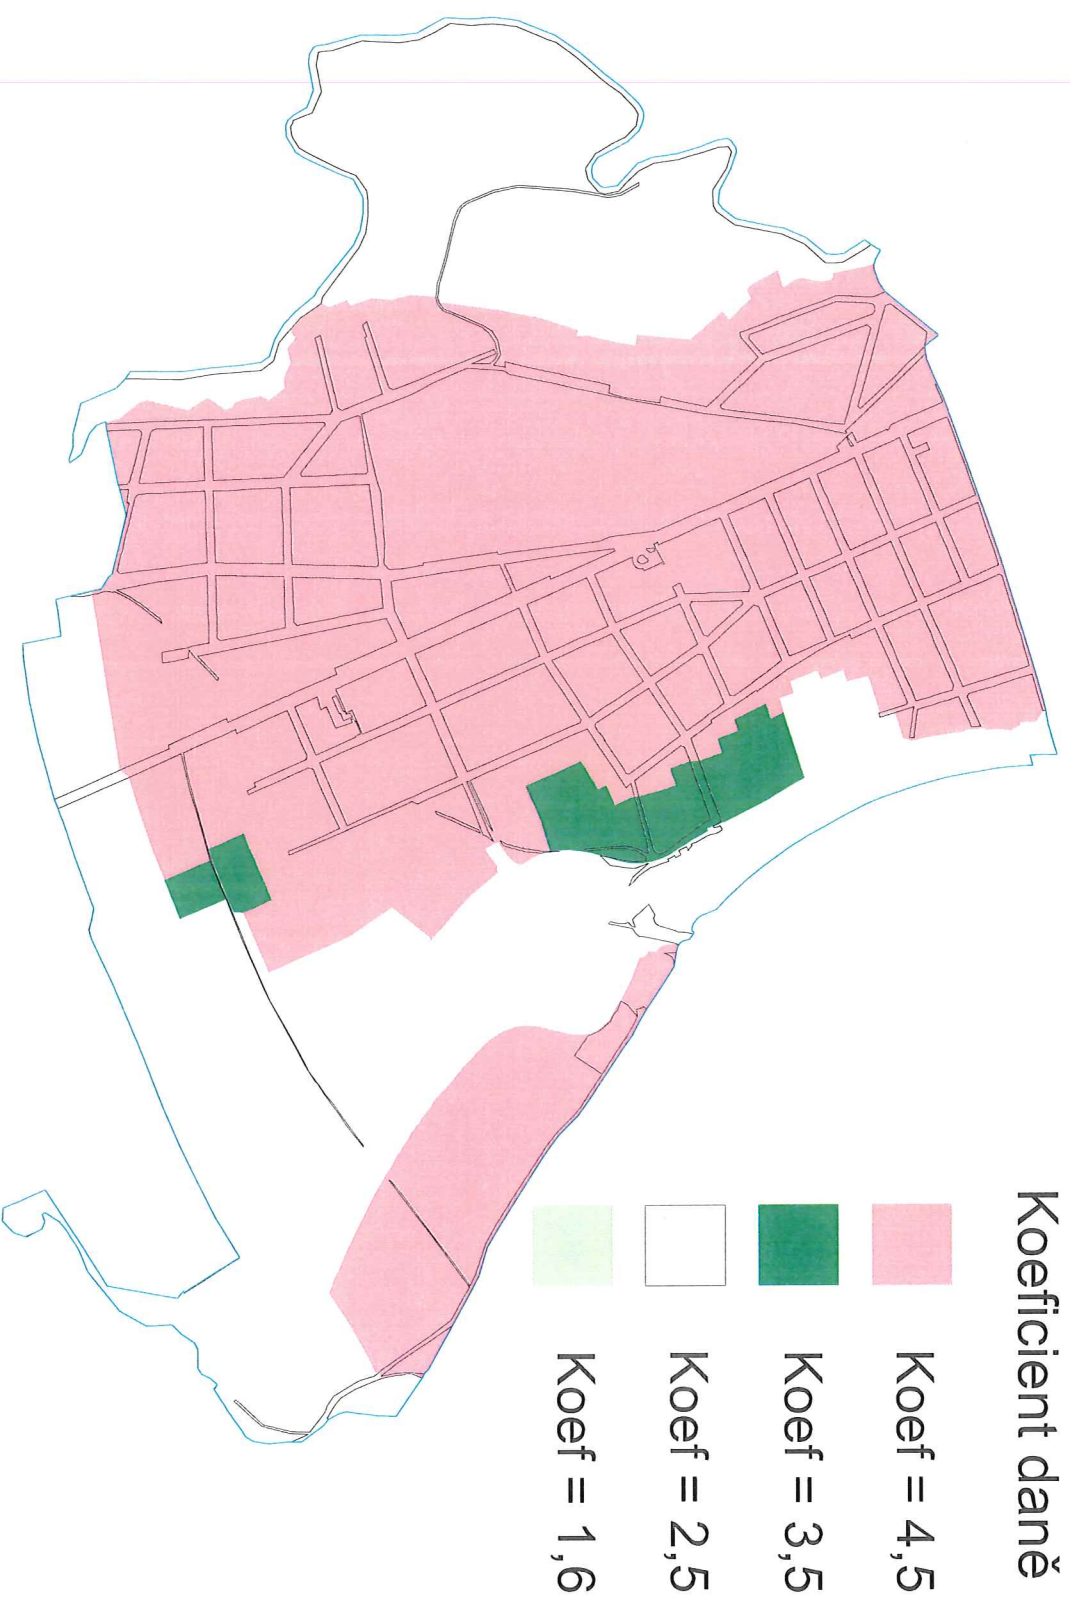 Koeficient daně
Koef = 4,5
Koef = 3,5
Koef = 2,5
Koef = 1,6